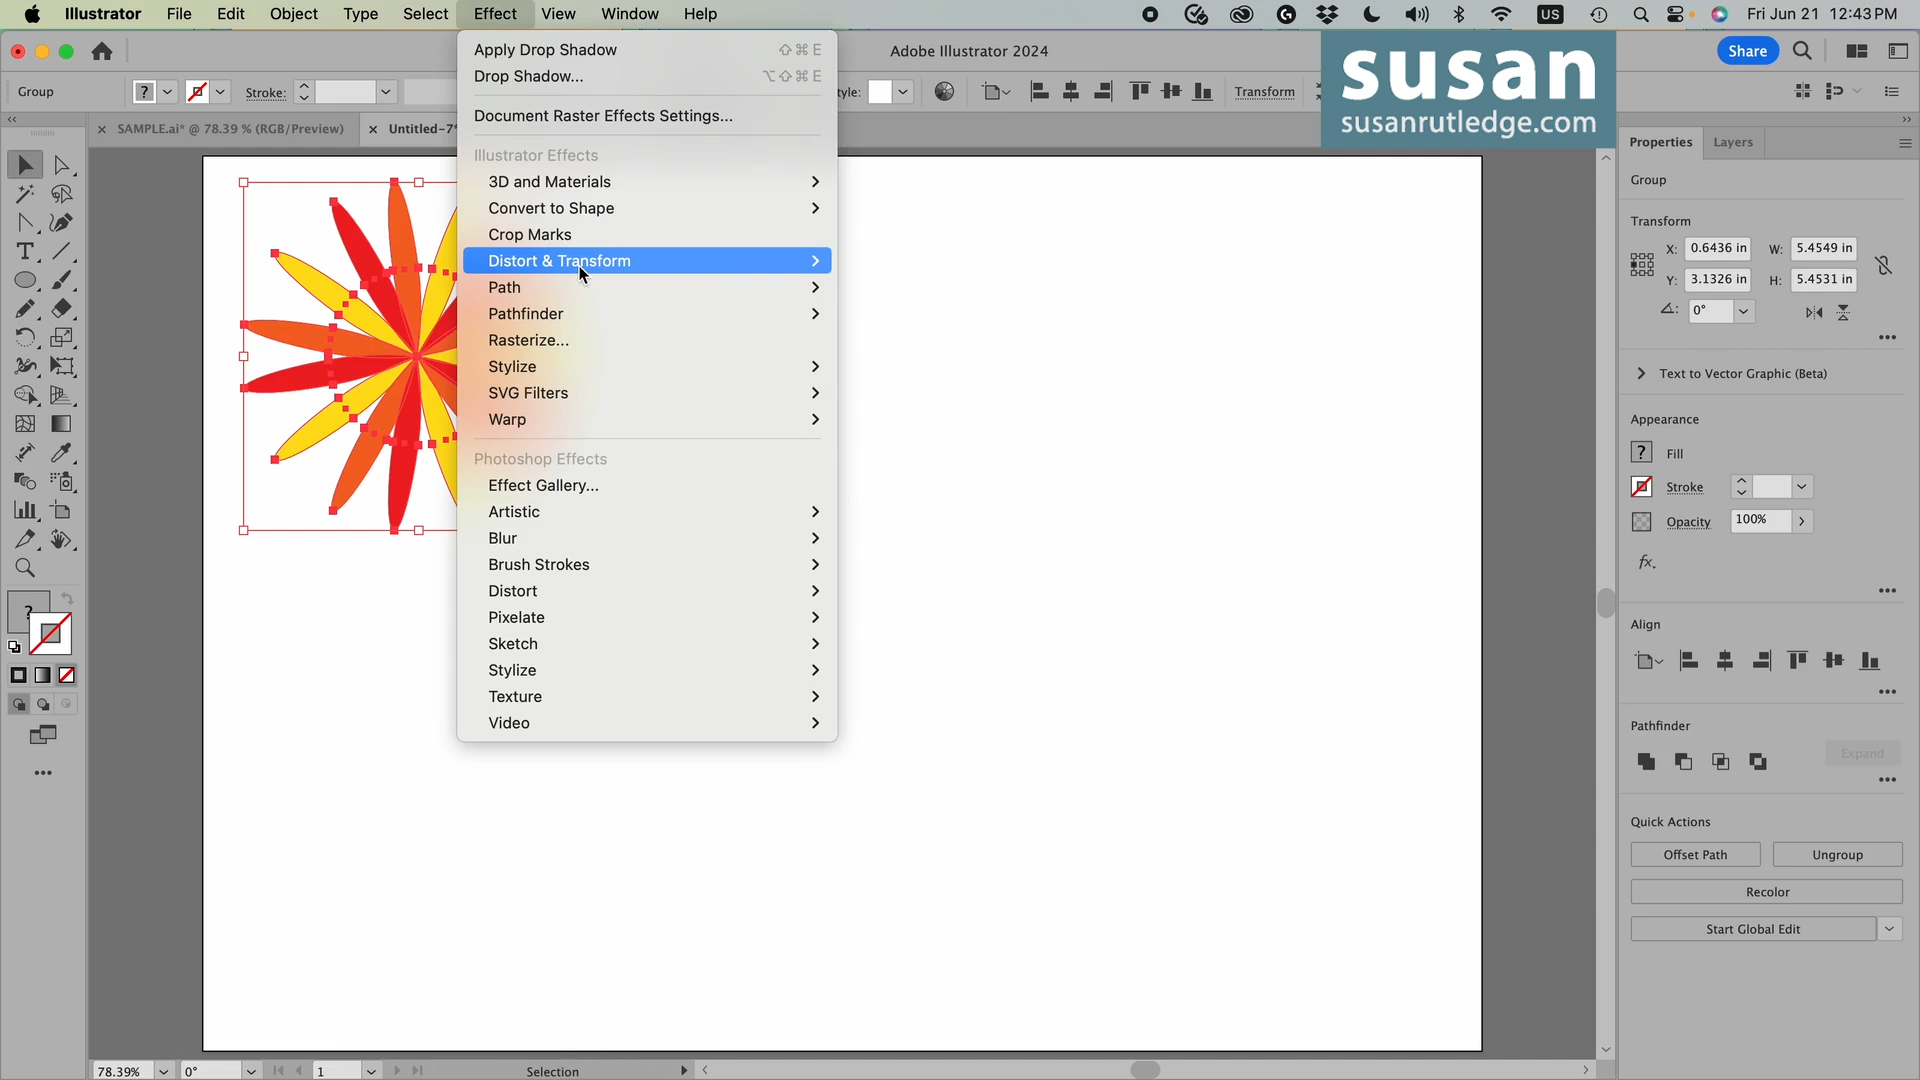 Illustrator File Edit Object Type Select Effect View Window Help US Fri Jun 21 12:43 PM
Adobe Illustrator 2024
Share
susan
susanrutledge.com
Group
?
Stroke:
tyle:
Transform
SAMPLE.ai* @ 78.39 % (RGB/Preview)
Untitled-7*
Apply Drop Shadow ⇧⌘E
Drop Shadow... ⌥⇧⌘E
Document Raster Effects Settings...
Illustrator Effects
3D and Materials
Convert to Shape
Crop Marks
Distort & Transform
Path
Pathfinder
Rasterize...
Stylize
SVG Filters
Warp
Photoshop Effects
Effect Gallery...
Artistic
Blur
Brush Strokes
Distort
Pixelate
Sketch
Stylize
Texture
Video
?
Properties Layers
Group
Transform
X: 0.6436 in W: 5.4549 in
Y: 3.1326 in H: 5.4531 in
0°
Text to Vector Graphic (Beta)
Appearance
? Fill
Stroke
Opacity 100%
fx.
Align
Pathfinder
Expand
Quick Actions
Offset Path Ungroup
Recolor
Start Global Edit
78.39% 0° 1 Selection